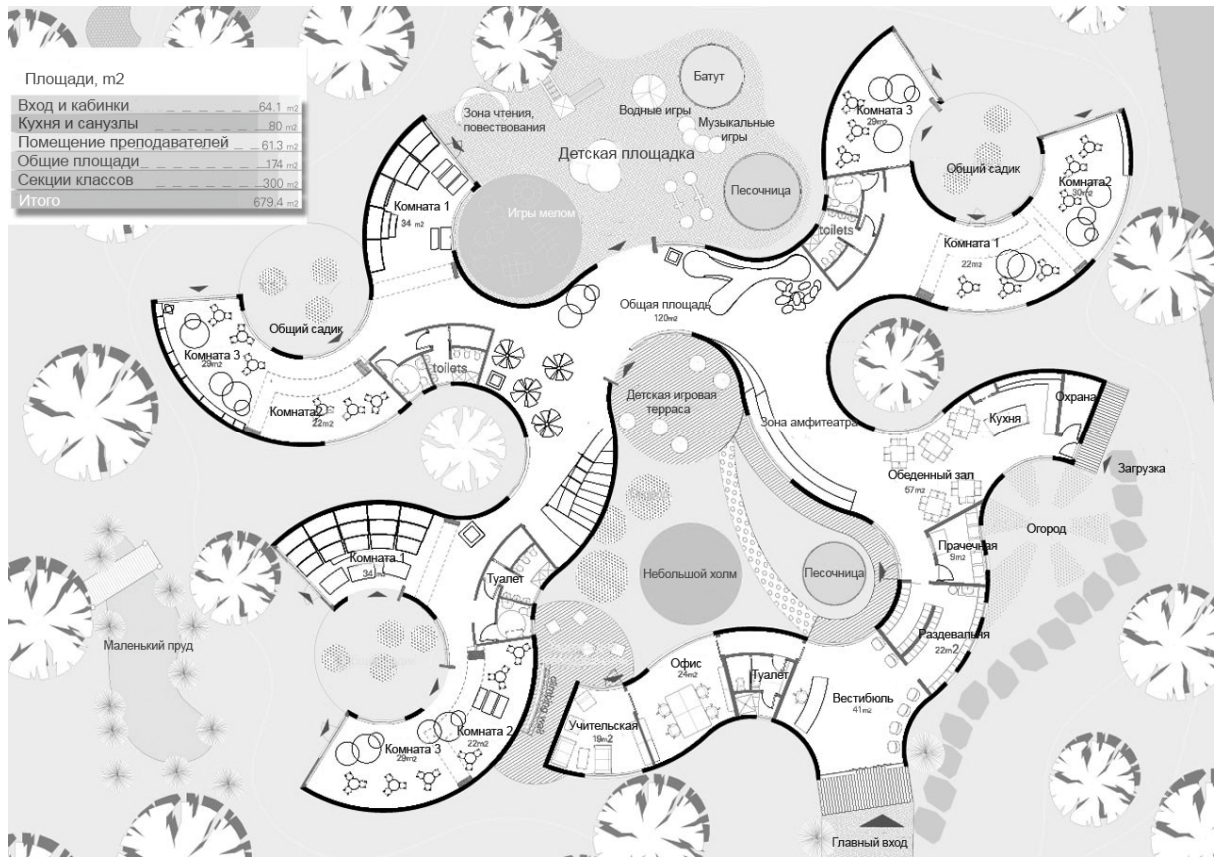 Площади, m2
Вход и кабинки 64.1 m2
Кухня и санузлы 80 m2
Помещение преподавателей 61.3 m2
Общие площади 174 m2
Секции классов 300 m2
Итого 679.4 m2
Батут
Водные игры
Музыкальные
игры
Зона чтения,
повествования
Детская площадка
Песочница
Игры мелом
Комната 1
34 m2
Комната 3
29m2
Общий садик
Комната2
30m2
toilets
Комната 1
22m2
Общая площадь
120m2
Общий садик
Комната 3
29m2
toilets
Комната2
22m2
Детская игровая
терраса
Зона амфитеатра
Кухня
Охрана
Обеденный зал
67m2
Загрузка
Огород
Прачечная
9m2
Комната 1
34 m2
Туалет
Небольшой холм
Песочница
Раздевальня
22m2
Маленький пруд
Офис
24m2
Туалет
Вестибюль
41m2
Учительская
19m2
Комната 2
22m2
Комната 3
29m2
Главный вход